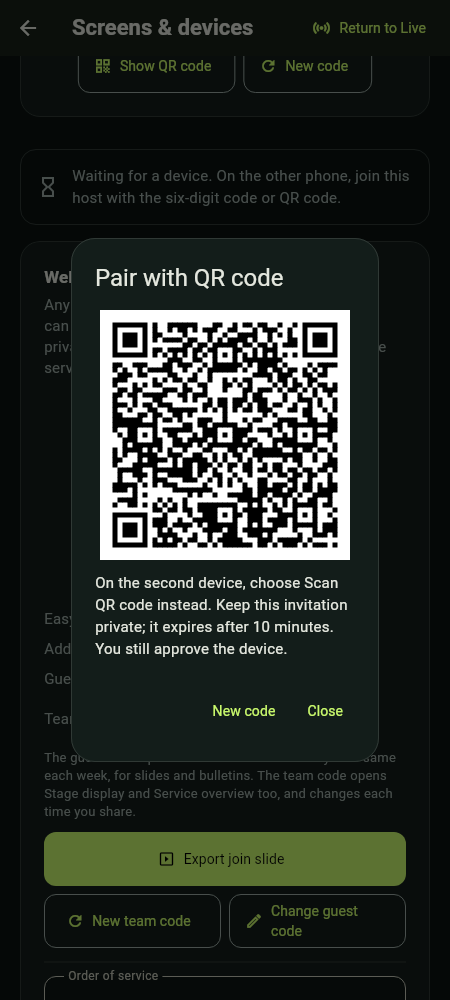 Screens & devices
Return to Live
Show QR code
New code
Waiting for a device. On the other phone, join this
host with the six-digit code or QR code.
Pair with QR code
On the second device, choose Scan
QR code instead. Keep this invitation
private; it expires after 10 minutes.
You still approve the device.
New code
Close
each week, for slides and bulletins. The team code opens
Stage display and Service overview too, and changes each
time you share.
Export join slide
New team code
Change guest
code
Order of service